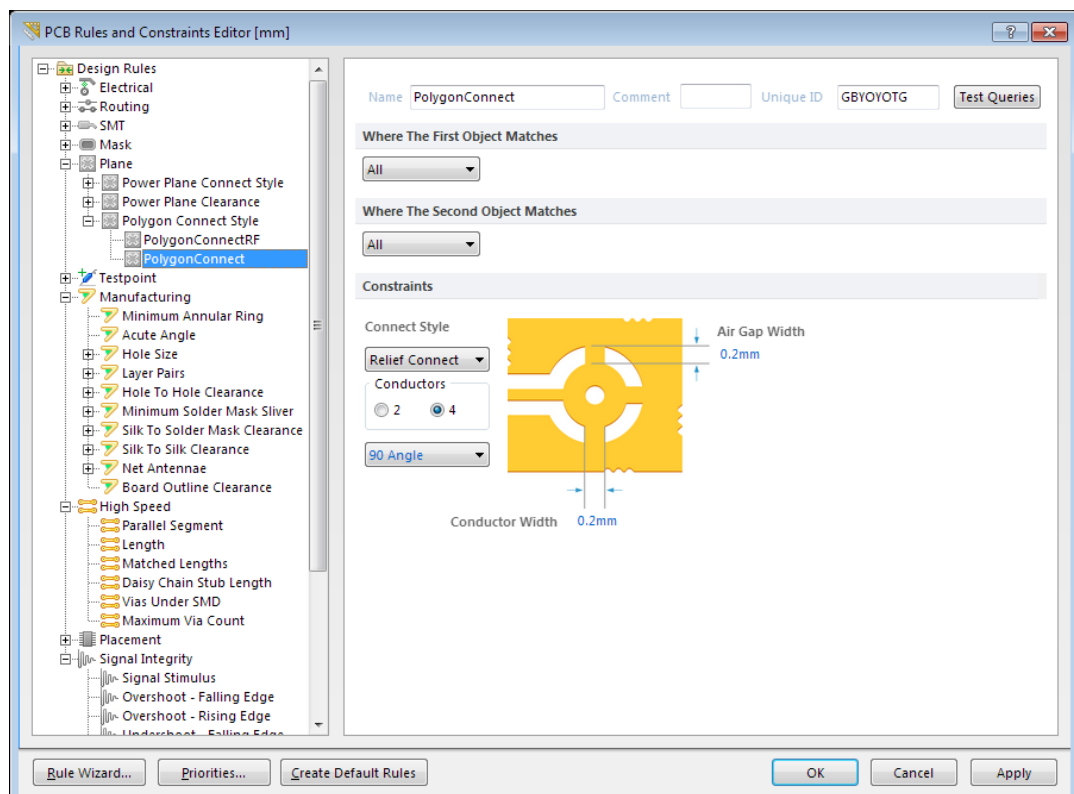 PCB Rules and Constraints Editor [mm]
Design Rules
Electrical
Routing
SMT
Mask
Plane
Power Plane Connect Style
Power Plane Clearance
Polygon Connect Style
PolygonConnectRF
PolygonConnect
Testpoint
Manufacturing
Minimum Annular Ring
Acute Angle
Hole Size
Layer Pairs
Hole To Hole Clearance
Minimum Solder Mask Sliver
Silk To Solder Mask Clearance
Silk To Silk Clearance
Net Antennae
Board Outline Clearance
High Speed
Parallel Segment
Length
Matched Lengths
Daisy Chain Stub Length
Vias Under SMD
Maximum Via Count
Placement
Signal Integrity
Signal Stimulus
Overshoot - Falling Edge
Overshoot - Rising Edge
Undershoot - Falling Edge
Name PolygonConnect Comment Unique ID GBYOYOTG Test Queries
Where The First Object Matches
All
Where The Second Object Matches
All
Constraints
Connect Style
Relief Connect
Conductors
2 4
90 Angle
Air Gap Width
0.2mm
Conductor Width 0.2mm
Rule Wizard... Priorities... Create Default Rules OK Cancel Apply